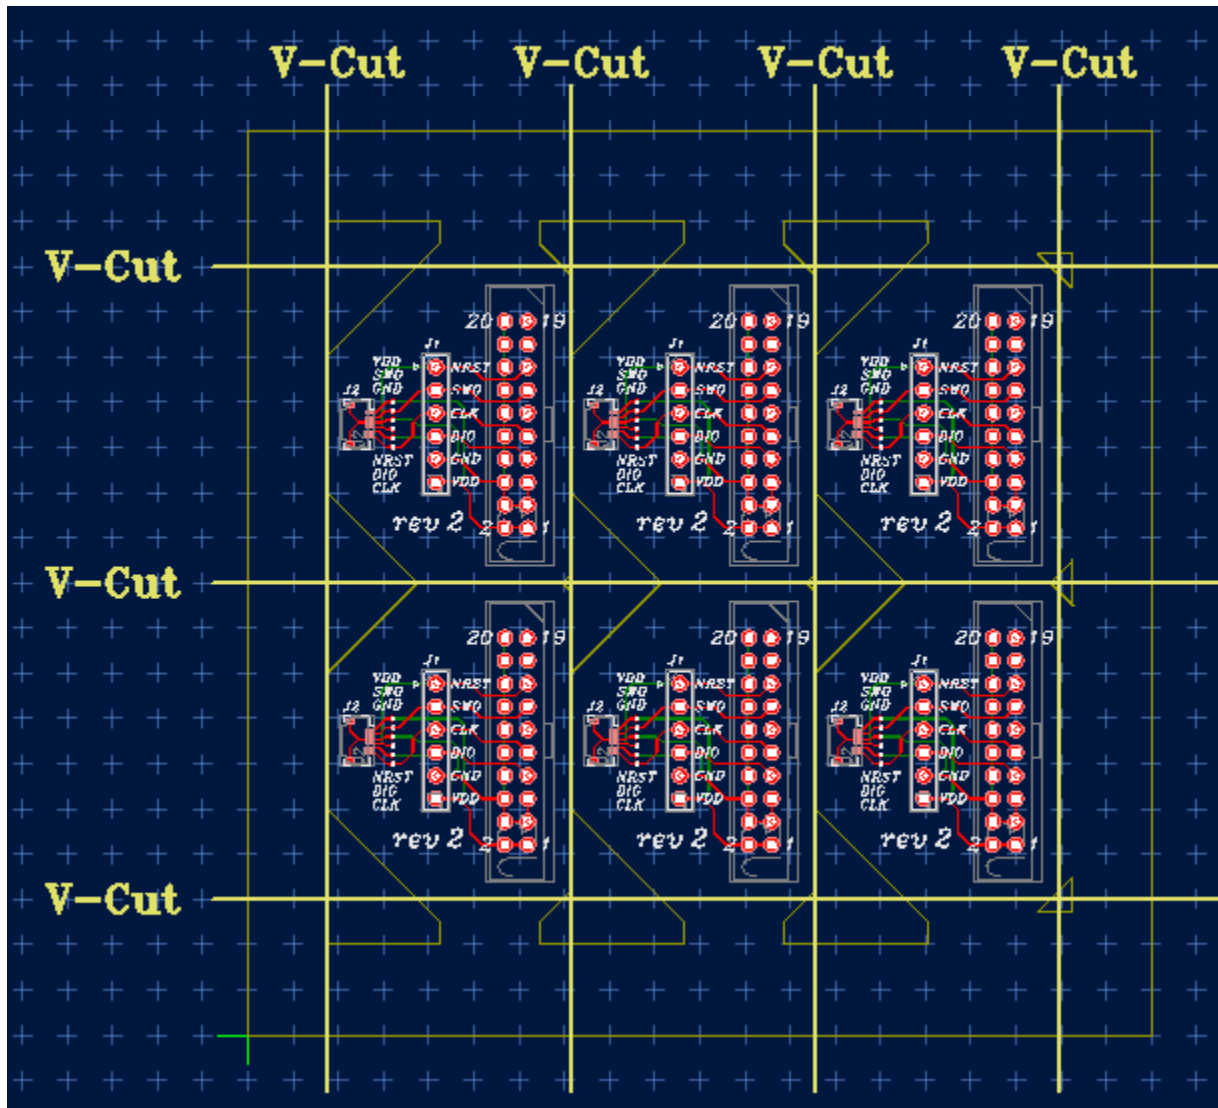 V-Cut V-Cut V-Cut V-Cut
V-Cut
20 19 20 19 20 19
J1 J1 J1
VDD NRST VDD NRST VDD NRST
SWO SWO SWO
J2 GND SWO J2 GND SWO J2 GND SWO
CLK CLK CLK
DIO DIO DIO
NRST GND NRST GND NRST GND
DIO DIO DIO
CLK VDD CLK VDD CLK VDD
rev 2 2 1 rev 2 2 1 rev 2 2 1
V-Cut
20 19 20 19 20 19
J1 J1 J1
VDD NRST VDD NRST VDD NRST
SWO SWO SWO
J2 GND SWO J2 GND SWO J2 GND SWO
CLK CLK CLK
DIO DIO DIO
NRST GND NRST GND NRST GND
DIO DIO DIO
CLK VDD CLK VDD CLK VDD
rev 2 2 1 rev 2 2 1 rev 2 2 1
V-Cut